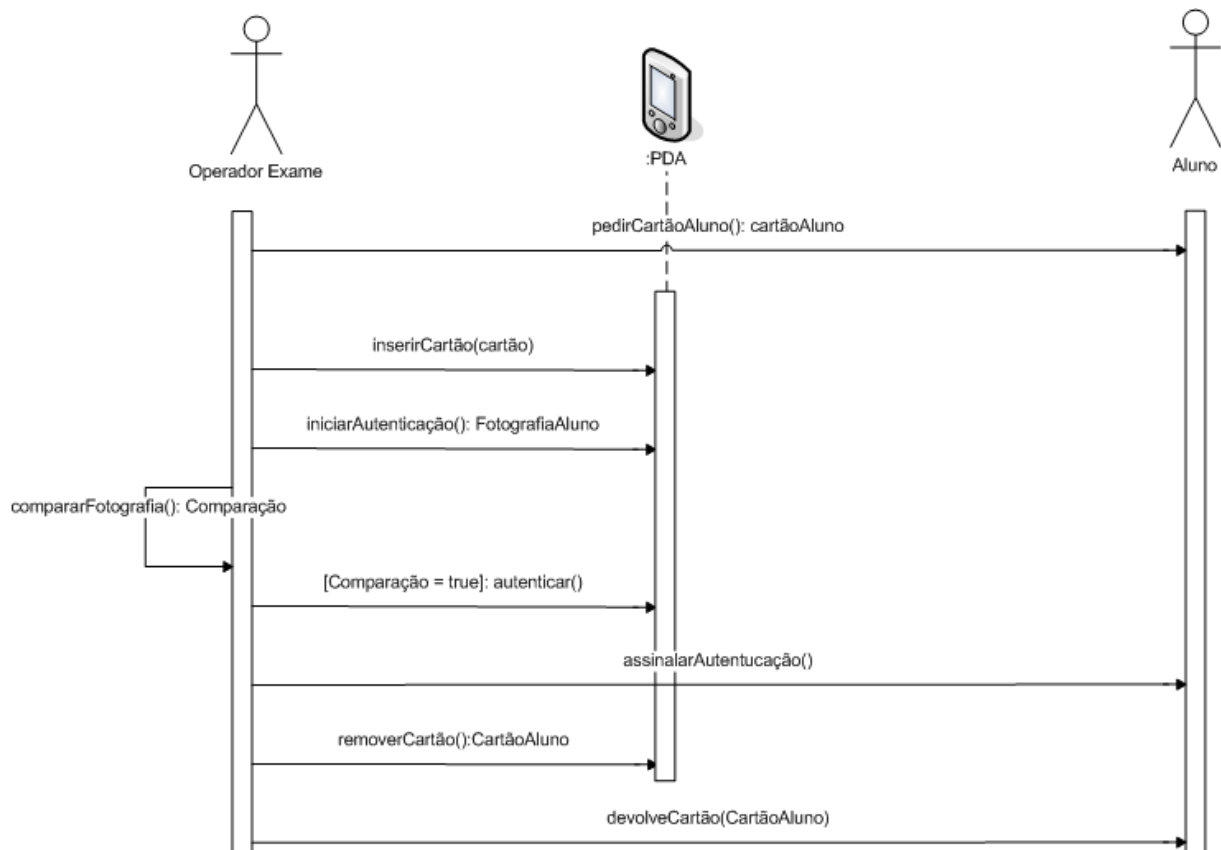 Operador Exame
:PDA
Aluno
pedirCartãoAluno(): cartãoAluno
inserirCartão(cartão)
iniciarAutenticação(): FotografiaAluno
compararFotografia(): Comparação
[Comparação = true]: autenticar()
assinalarAutentucação()
removerCartão():CartãoAluno
devolveCartão(CartãoAluno)